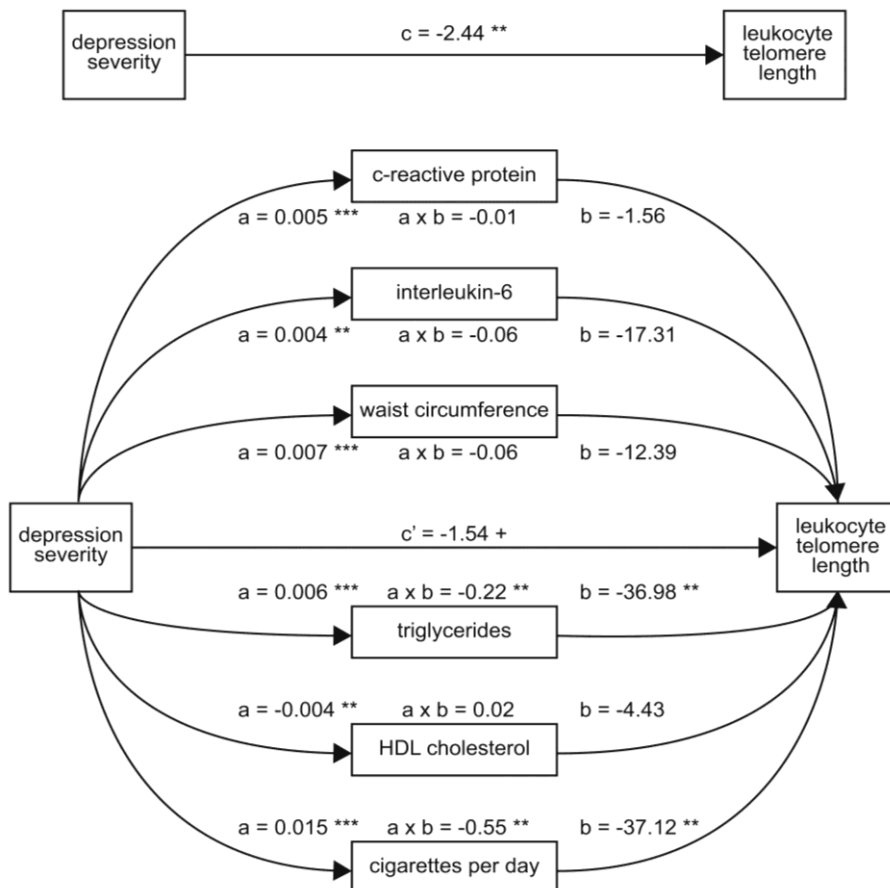 depression
severity
c = -2.44 **
leukocyte
telomere
length
c-reactive protein
a = 0.005 *** a x b = -0.01 b = -1.56
interleukin-6
a = 0.004 ** a x b = -0.06 b = -17.31
waist circumference
a = 0.007 *** a x b = -0.06 b = -12.39
depression
severity
c’ = -1.54 +
leukocyte
telomere
length
a = 0.006 *** a x b = -0.22 ** b = -36.98 **
triglycerides
a = -0.004 ** a x b = 0.02 b = -4.43
HDL cholesterol
a = 0.015 *** a x b = -0.55 ** b = -37.12 **
cigarettes per day